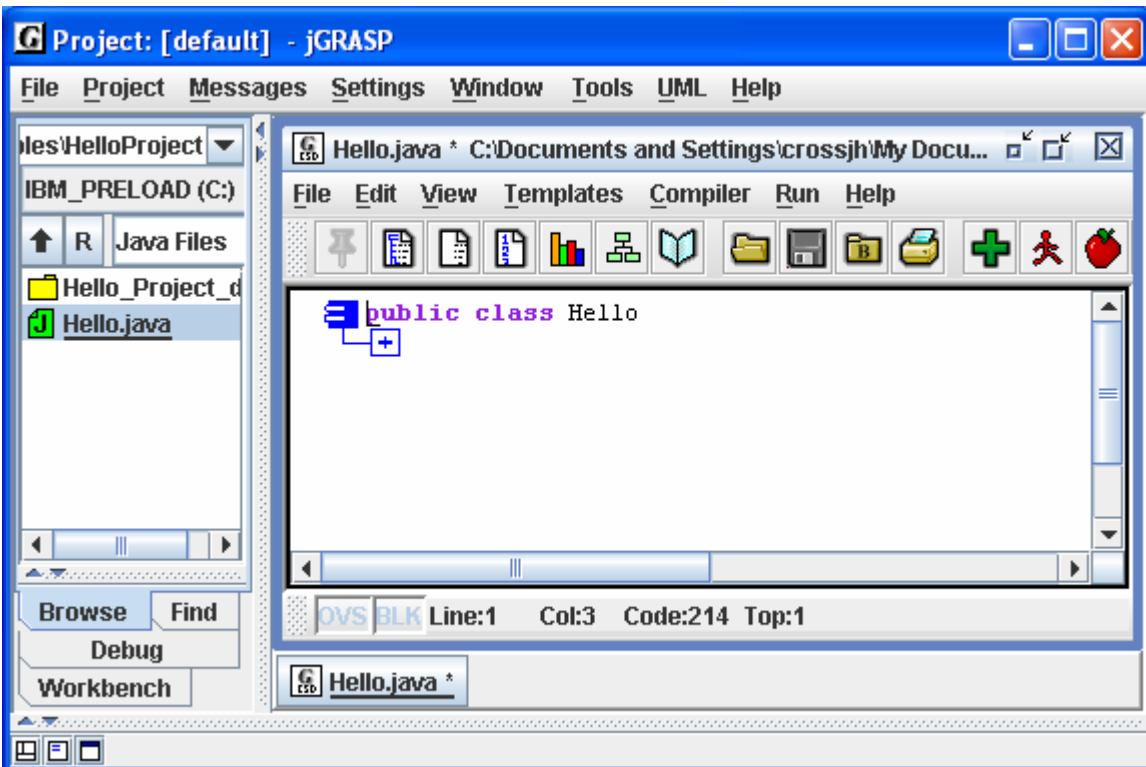 Project: [default] - jGRASP
File Project Messages Settings Window Tools UML Help
les\HelloProject
IBM_PRELOAD (C:)
R Java Files
Hello_Project_d
Hello.java
Browse Find
Debug
Workbench
Hello.java * C:\Documents and Settings\crossjh\My Docu...
File Edit View Templates Compiler Run Help
public class Hello
OVS BLK Line:1 Col:3 Code:214 Top:1
Hello.java *